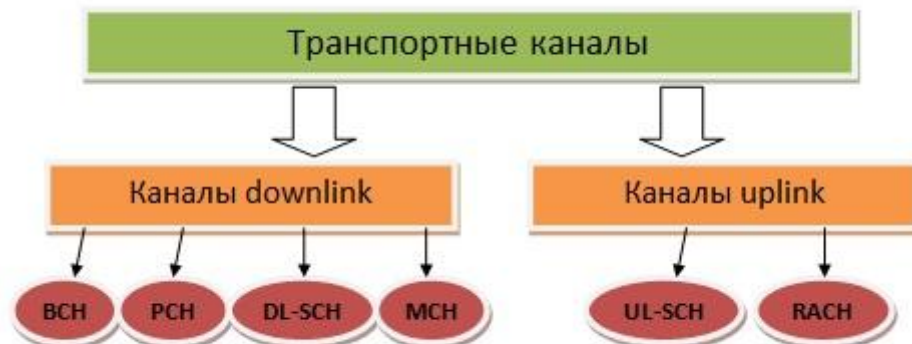 Транспортные каналы
Каналы downlink
Каналы uplink
BCH
PCH
DL-SCH
MCH
UL-SCH
RACH